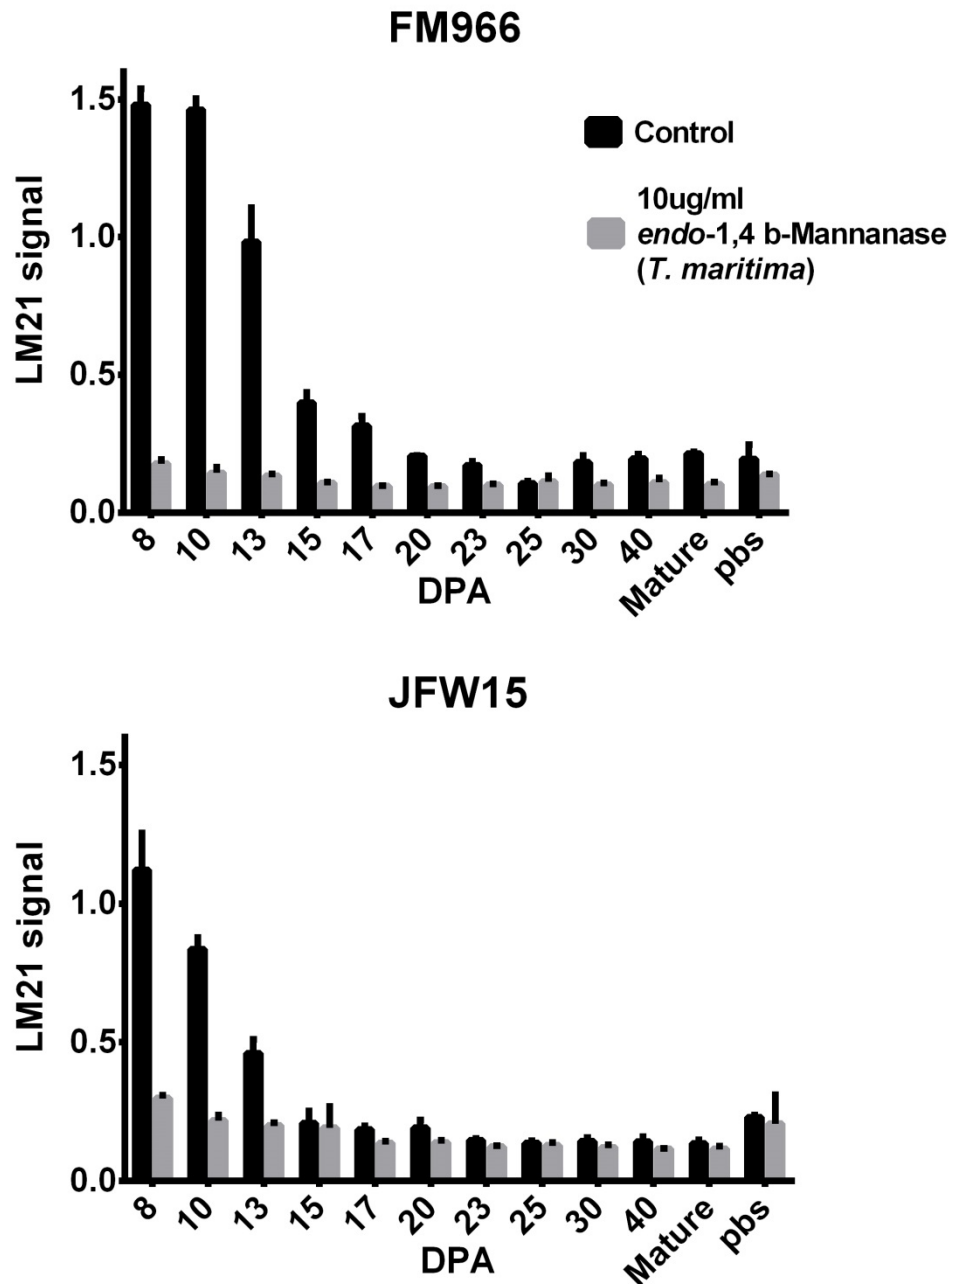 FM966
LM21 signal
1.5
1.0
0.5
0.0
Control
10ug/ml
endo-1,4 b-Mannanase
(T. maritima)
8 10 13 15 17 20 23 25 30 40 Mature pbs
DPA
JFW15
LM21 signal
1.5
1.0
0.5
0.0
8 10 13 15 17 20 23 25 30 40 Mature pbs
DPA